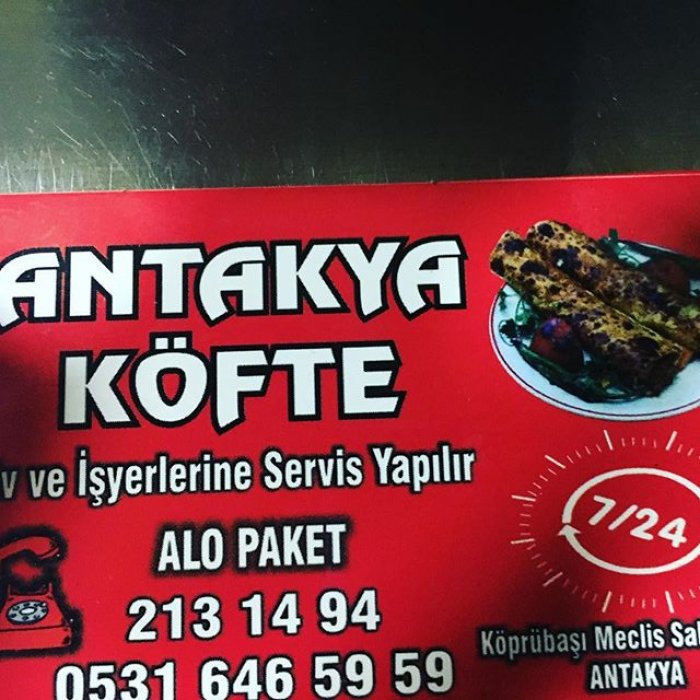 ANTAKYA
KÖFTE
ve İşyerlerine Servis Yapılır
ALO PAKET
213 14 94
0531 646 59 59
7/24
Köprübaşı Meclis
ANTAKYA